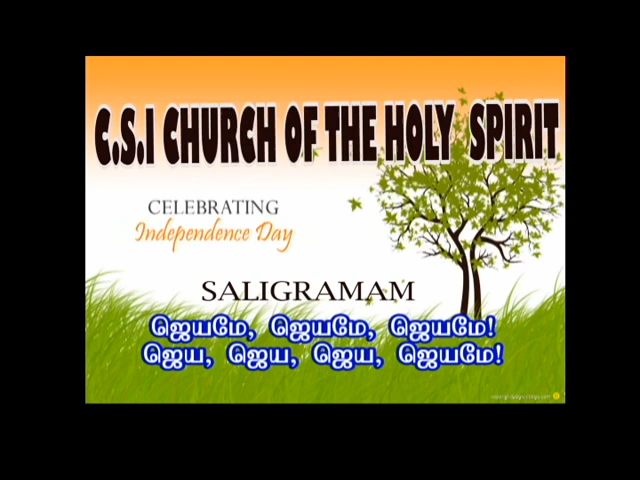 C.S.I CHURCH OF THE HOLY SPIRIT
CELEBRATING
Independence Day
SALIGRAMAM
ஜெயமே, ஜெயமே, ஜெயமே!
ஜெய, ஜெய, ஜெய, ஜெயமே!